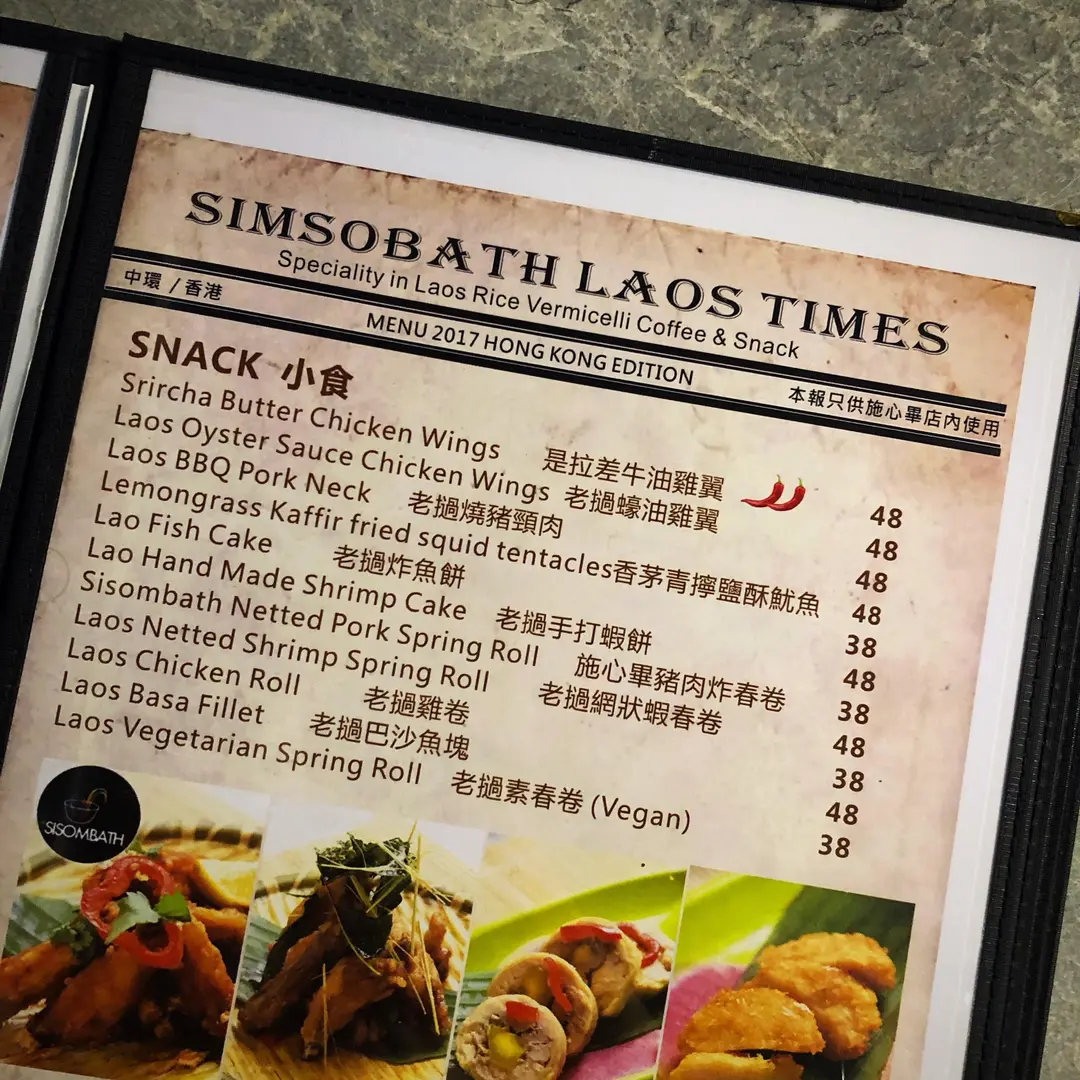 SIMSOBATH LAOS TIMES
Speciality in Laos Rice Vermicelli Coffee & Snack
中環 / 香港
MENU 2017 HONG KONG EDITION
本報只供施心畢店內使用
SNACK 小食
Srircha Butter Chicken Wings 是拉差牛油雞翼 48
Laos Oyster Sauce Chicken Wings 老撾蠔油雞翼 48
Laos BBQ Pork Neck 老撾燒豬頸肉 48
Lemongrass Kaffir fried squid tentacles香茅青擰鹽酥魷魚 48
Lao Fish Cake 老撾炸魚餅 38
Lao Hand Made Shrimp Cake 老撾手打蝦餅 48
Sisombath Netted Pork Spring Roll 施心畢豬肉炸春卷 38
Laos Netted Shrimp Spring Roll 老撾網狀蝦春卷 48
Laos Chicken Roll 老撾雞卷 38
Laos Basa Fillet 老撾巴沙魚塊 48
Laos Vegetarian Spring Roll 老撾素春卷 (Vegan) 38
SISOMBATH